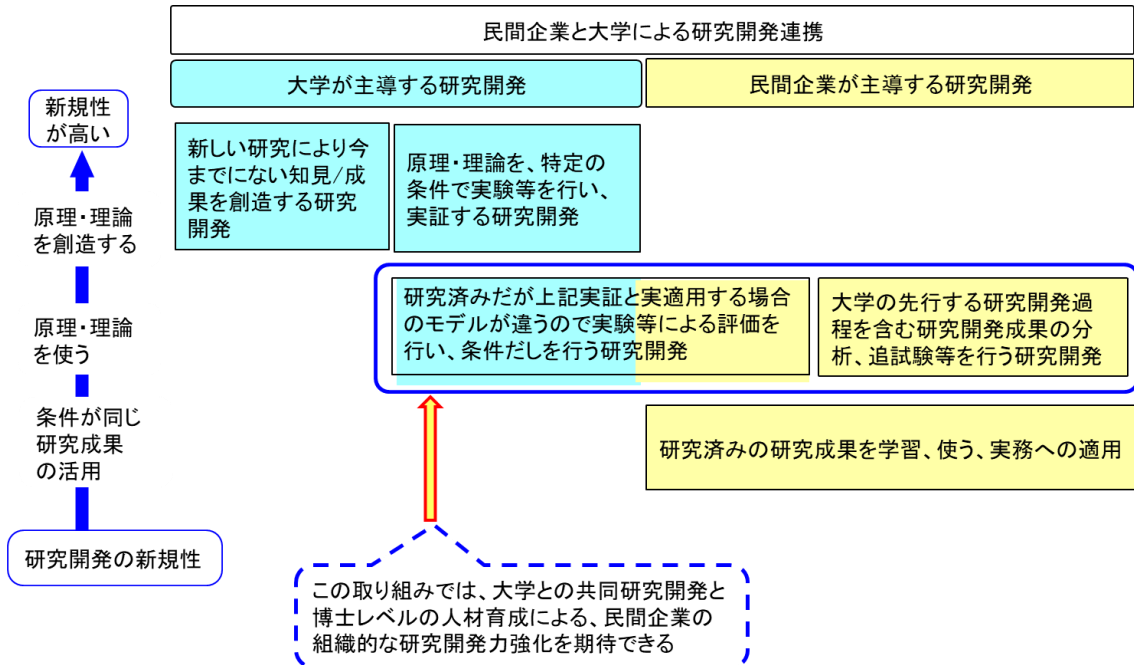 民間企業と大学による研究開発連携
大学が主導する研究開発
民間企業が主導する研究開発
新規性
が高い
新しい研究により今
までにない知見/成
果を創造する研究
開発
原理・理論を、特定の
条件で実験等を行い、
実証する研究開発
原理・理論
を創造する
研究済みだが上記実証と実適用する場合
のモデルが違うので実験等による評価を
行い、条件だしを行う研究開発
大学の先行する研究開発過
程を含む研究開発成果の分
析、追試験等を行う研究開発
原理・理論
を使う
条件が同じ
研究成果
の活用
研究済みの研究成果を学習、使う、実務への適用
研究開発の新規性
この取り組みでは、大学との共同研究開発と
博士レベルの人材育成による、民間企業の
組織的な研究開発力強化を期待できる